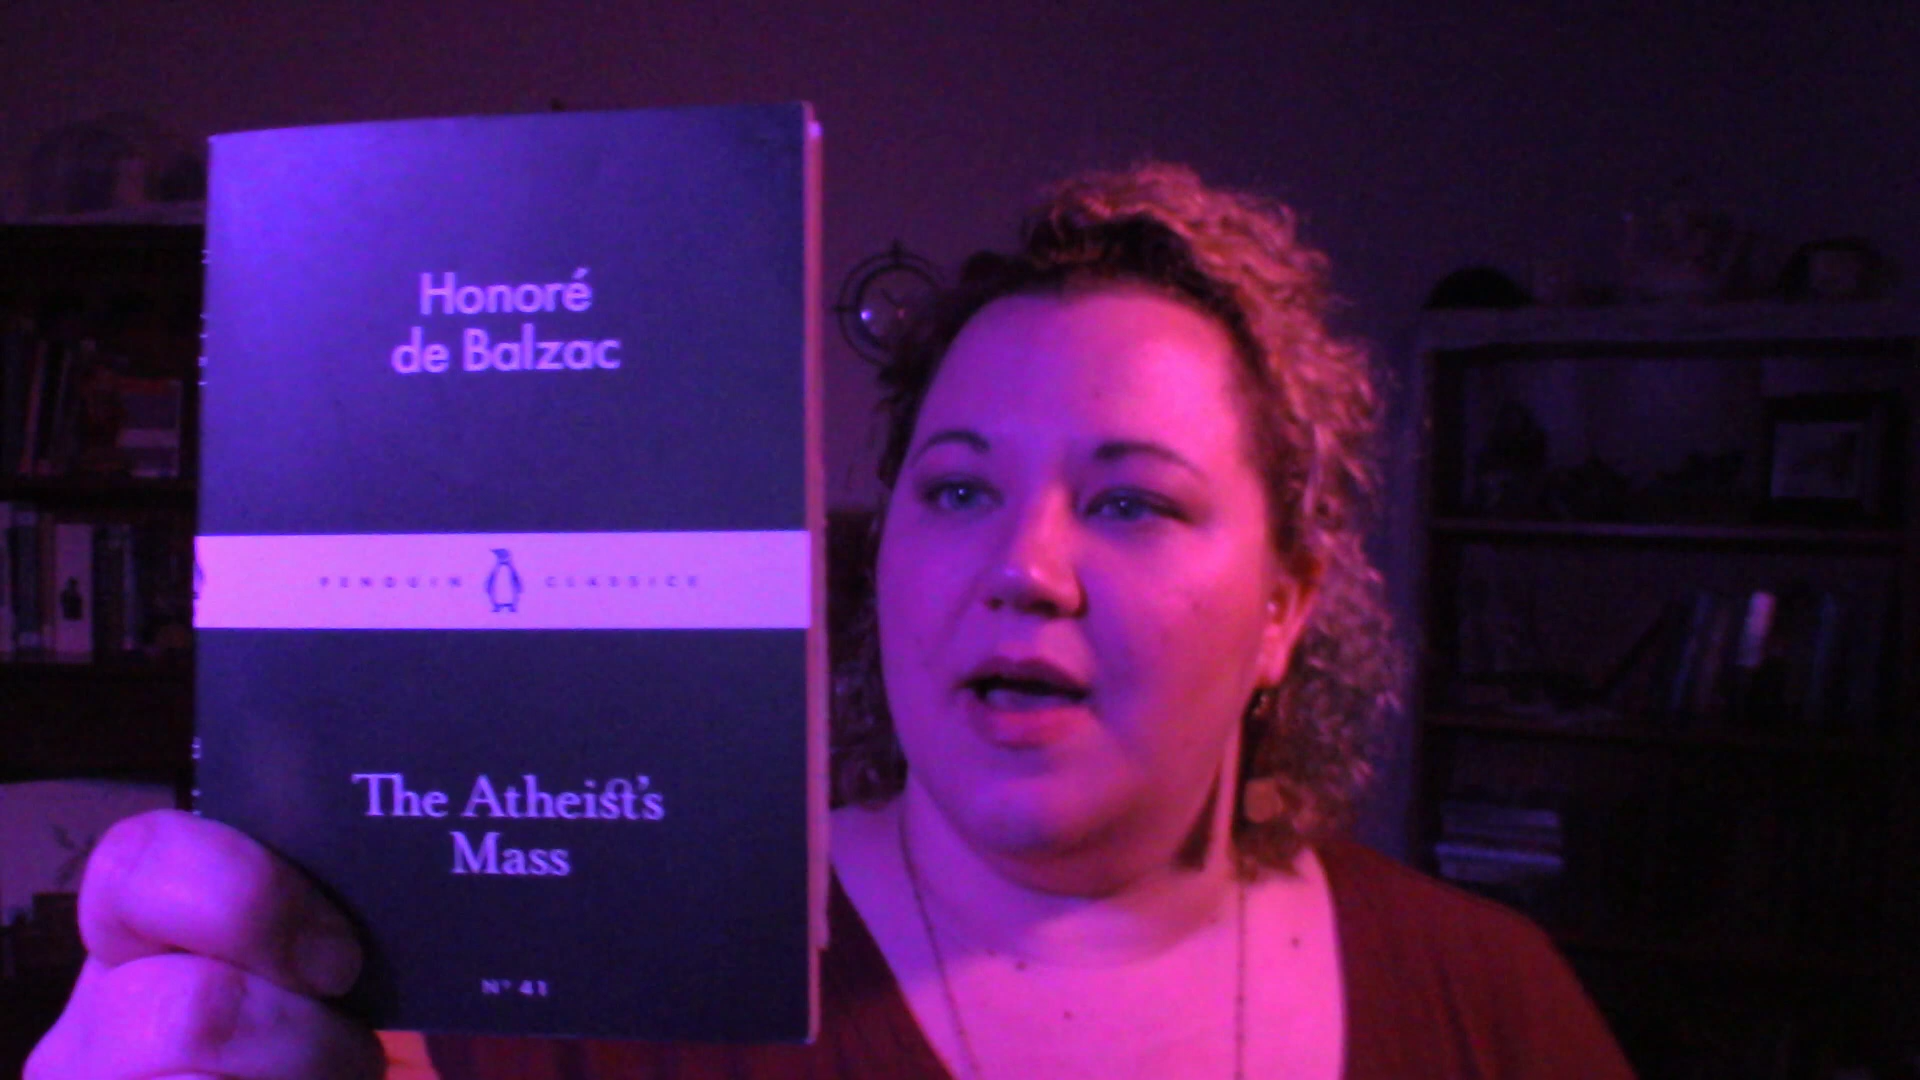 Honoré
de Balzac
PENGUIN CLASSICS
The Atheist's
Mass
Nº 41